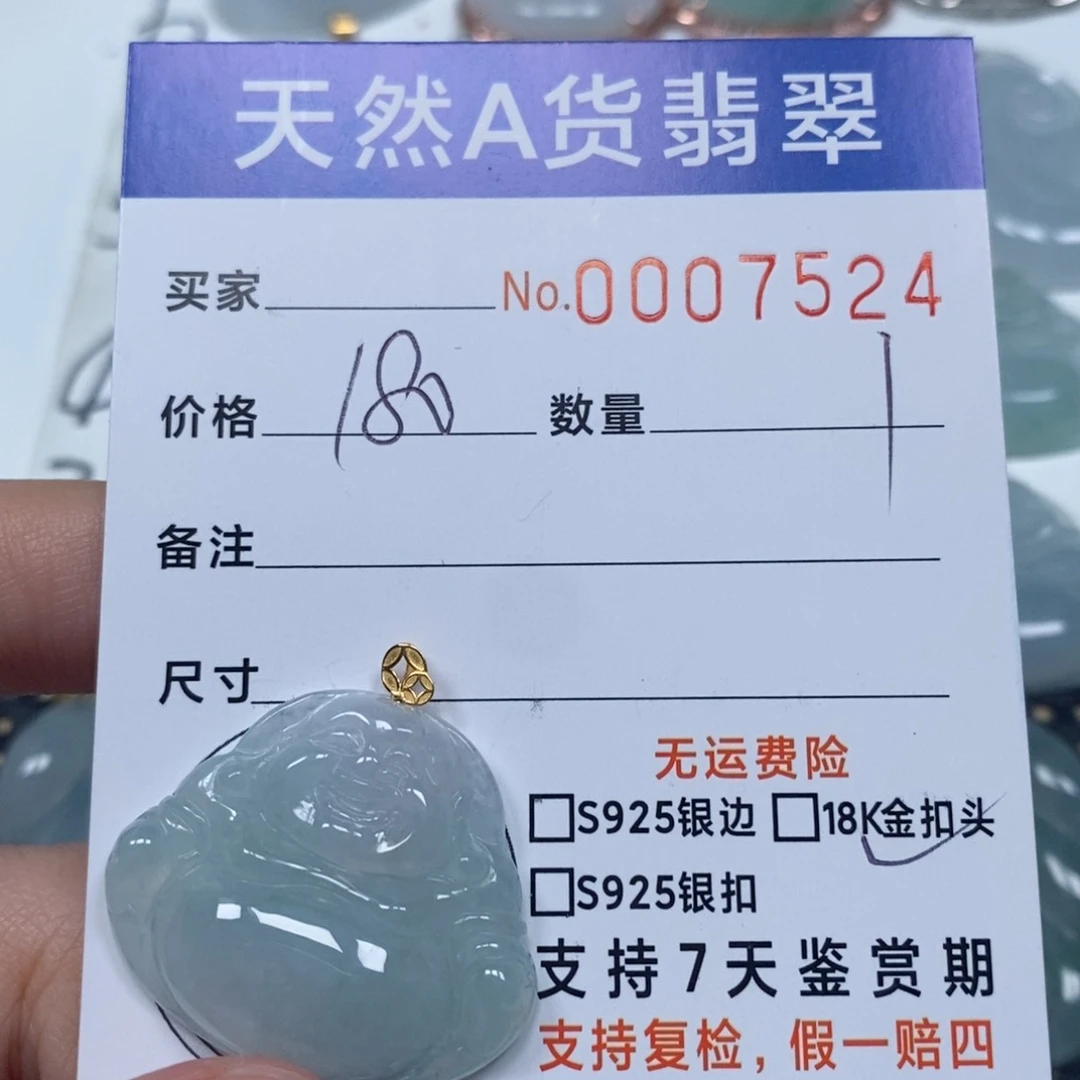 天然A货翡翠
买家 No.0007524
价格 180 数量 1
备注
尺寸
无运费险
□S925银边 □18K金扣头
□S925银扣
支持7天鉴赏期
支持复检，假一赔四